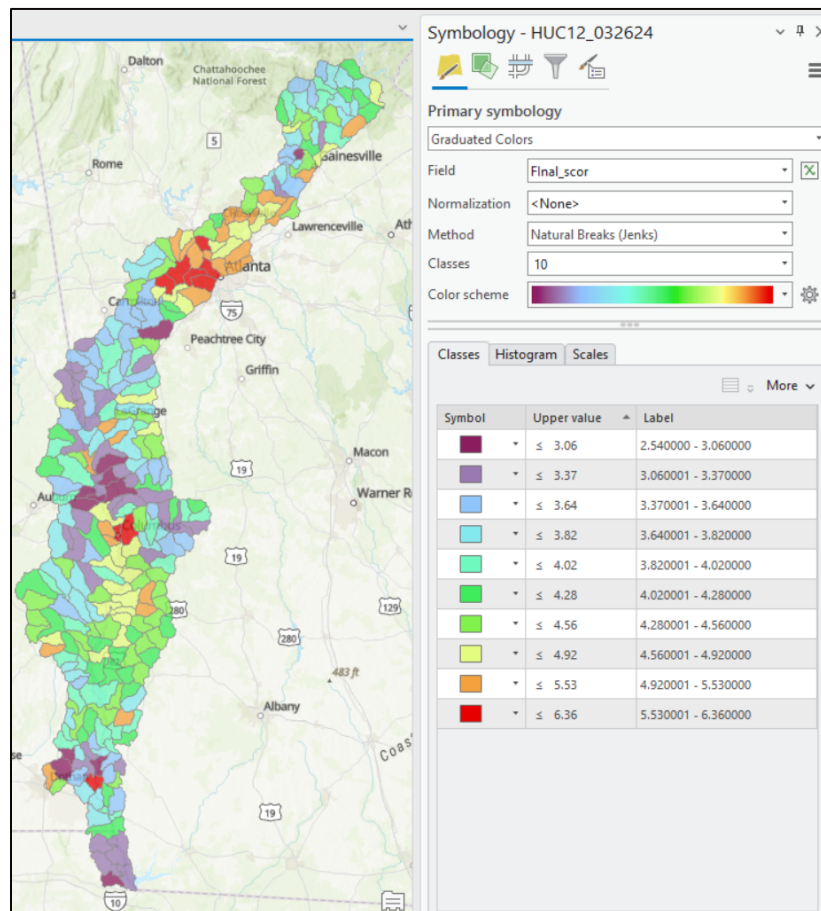 Symbology - HUC12_032624
Primary symbology
Graduated Colors
Field
FInal_scor
Normalization
<None>
Method
Natural Breaks (Jenks)
Classes
10
Color scheme
Classes
Histogram
Scales
More
Symbol
Upper value
Label
≤ 3.06
2.540000 - 3.060000
≤ 3.37
3.060001 - 3.370000
≤ 3.64
3.370001 - 3.640000
≤ 3.82
3.640001 - 3.820000
≤ 4.02
3.820001 - 4.020000
≤ 4.28
4.020001 - 4.280000
≤ 4.56
4.280001 - 4.560000
≤ 4.92
4.560001 - 4.920000
≤ 5.53
4.920001 - 5.530000
≤ 6.36
5.530001 - 6.360000
Dalton
Chattahoochee
National Forest
5
Rome
Gainesville
Lawrenceville
Ath
Atlanta
75
Peachtree City
Griffin
Macon
19
Warner R
Columbus
19
280
129
280
483 ft
Albany
Coas
19
10